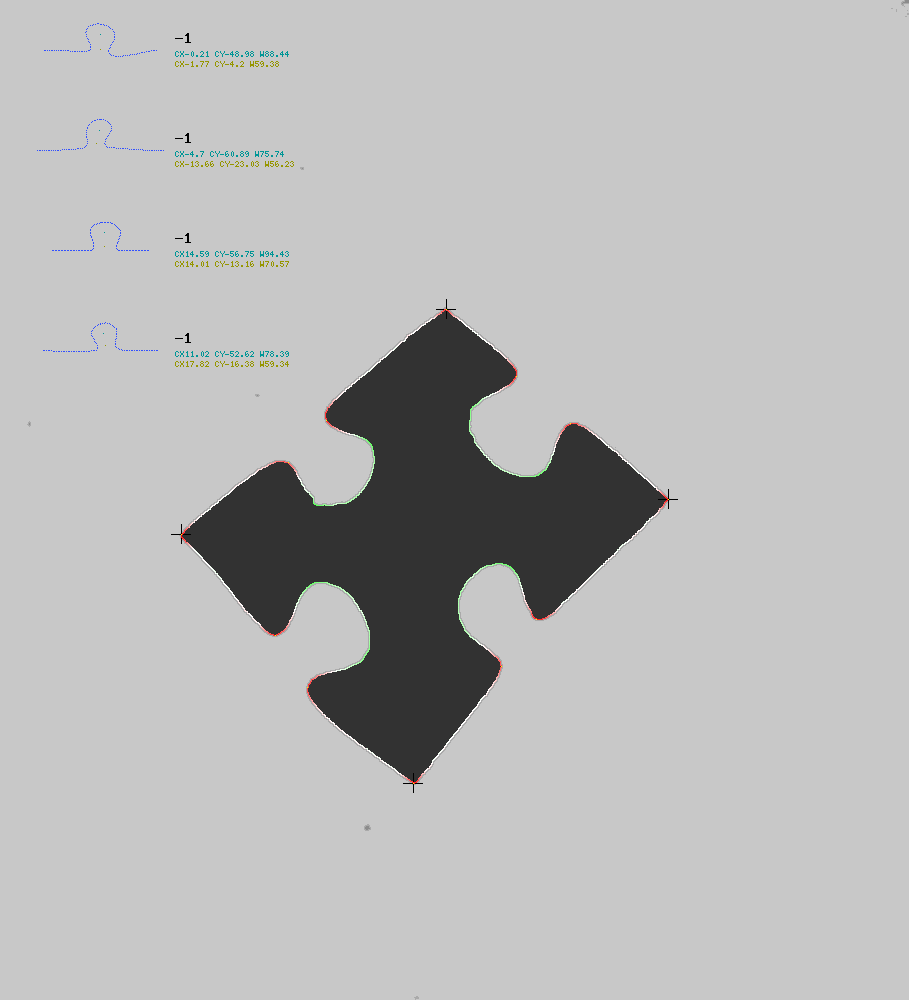 -1
CX-0.21 CY-48.98 W88.44
CX-1.77 CY-4.2 W59.38
-1
CX-4.7 CY-60.89 W75.74
CX-13.66 CY-23.03 W56.23
-1
CX14.59 CY-56.75 W94.43
CX14.01 CY-13.16 W70.57
-1
CX11.02 CY-52.62 W78.39
CX17.82 CY-16.38 W59.34